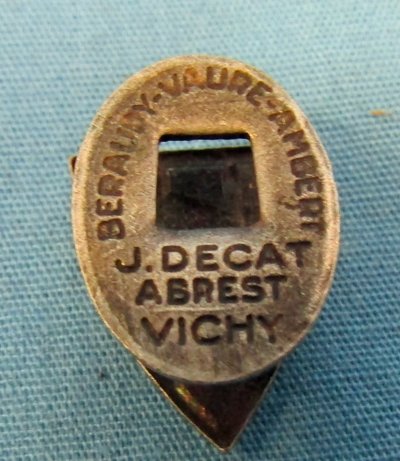 BERAUDY-VAURE-AMBERT
J. DECAT
ABREST
VICHY